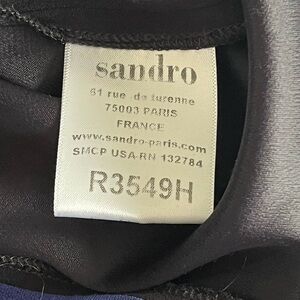 sandro
61 rue de turenne
75003 PARIS
FRANCE
www.sandro-paris.com
SMCP USA RN 132784
R3549H